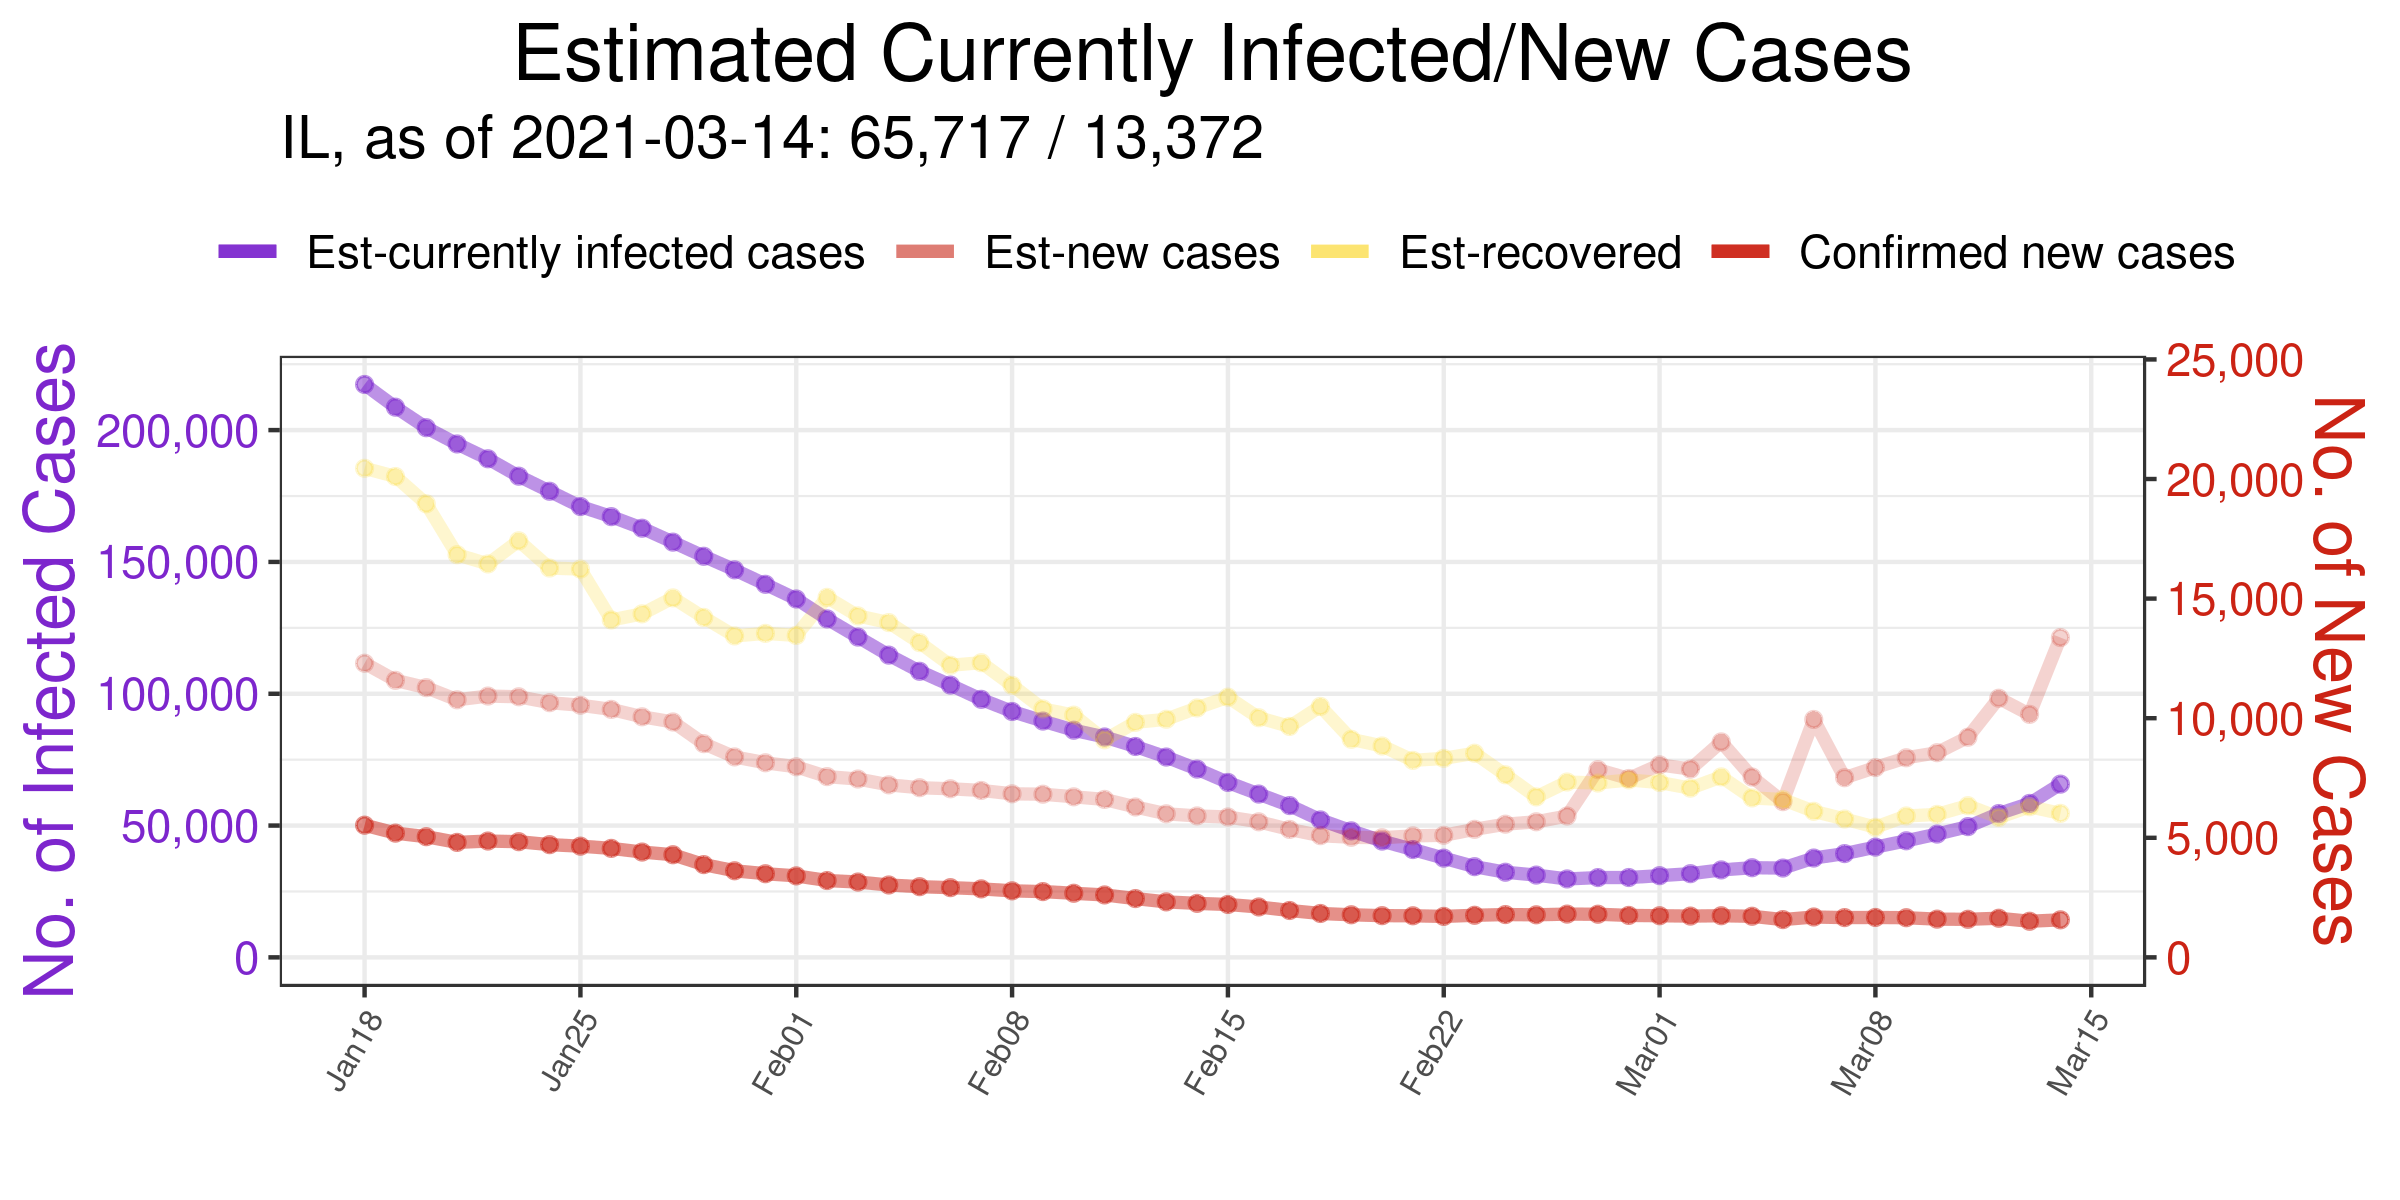 Estimated Currently Infected/New Cases
IL, as of 2021-03-14: 65,717 / 13,372
Est-currently infected cases Est-new cases Est-recovered Confirmed new cases
No. of Infected Cases
200,000
150,000
100,000
50,000
0
25,000
20,000
15,000
10,000
5,000
0
No. of New Cases
Jan18 Jan25 Feb01 Feb08 Feb15 Feb22 Mar01 Mar08 Mar15